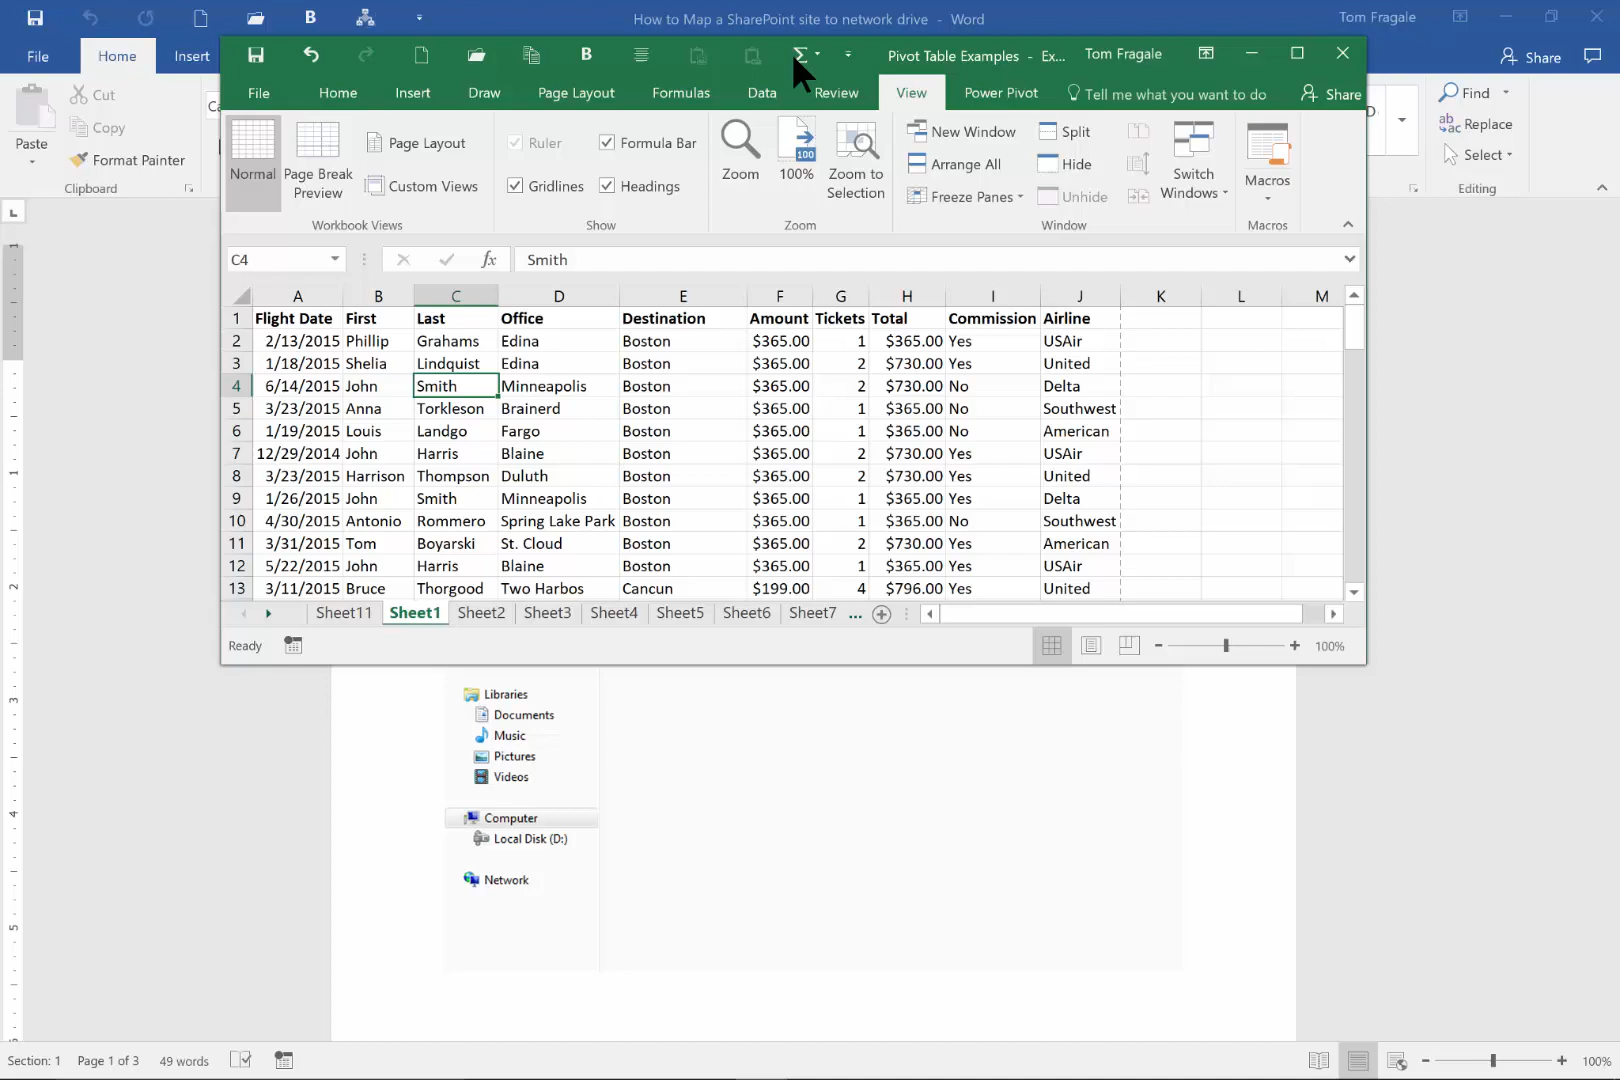 How to Map a SharePoint site to network drive - Word
Tom Fragale
File Home Insert
Share
Pivot Table Examples - Ex...
Tom Fragale
File Home Insert Draw Page Layout Formulas Data Review View Power Pivot Tell me what you want to do Share
Paste
Cut
Copy
Format Painter
Clipboard
Normal
Page Break Preview
Page Layout
Custom Views
Workbook Views
Ruler
Formula Bar
Gridlines
Headings
Show
Zoom
100%
Zoom to Selection
Zoom
New Window
Arrange All
Freeze Panes
Split
Hide
Unhide
Switch Windows
Window
Macros
Macros
Find
Replace
Select
Editing
C4
fx
Smith
A B C D E F G H I J K L M
1 Flight Date First Last Office Destination Amount Tickets Total Commission Airline
2 2/13/2015 Phillip Grahams Edina Boston $365.00 1 $365.00 Yes USAir
3 1/18/2015 Shelia Lindquist Edina Boston $365.00 2 $730.00 Yes United
4 6/14/2015 John Smith Minneapolis Boston $365.00 2 $730.00 No Delta
5 3/23/2015 Anna Torkleson Brainerd Boston $365.00 1 $365.00 No Southwest
6 1/19/2015 Louis Landgo Fargo Boston $365.00 1 $365.00 No American
7 12/29/2014 John Harris Blaine Boston $365.00 2 $730.00 Yes USAir
8 3/23/2015 Harrison Thompson Duluth Boston $365.00 2 $730.00 Yes United
9 1/26/2015 John Smith Minneapolis Boston $365.00 1 $365.00 Yes Delta
10 4/30/2015 Antonio Rommero Spring Lake Park Boston $365.00 1 $365.00 No Southwest
11 3/31/2015 Tom Boyarski St. Cloud Boston $365.00 2 $730.00 Yes American
12 5/22/2015 John Harris Blaine Boston $365.00 1 $365.00 Yes USAir
13 3/11/2015 Bruce Thorgood Two Harbos Cancun $199.00 4 $796.00 Yes United
Sheet11 Sheet1 Sheet2 Sheet3 Sheet4 Sheet5 Sheet6 Sheet7 ...
Ready
100%
Libraries
Documents
Music
Pictures
Videos
Computer
Local Disk (D:)
Network
Section: 1 Page 1 of 3 49 words
100%